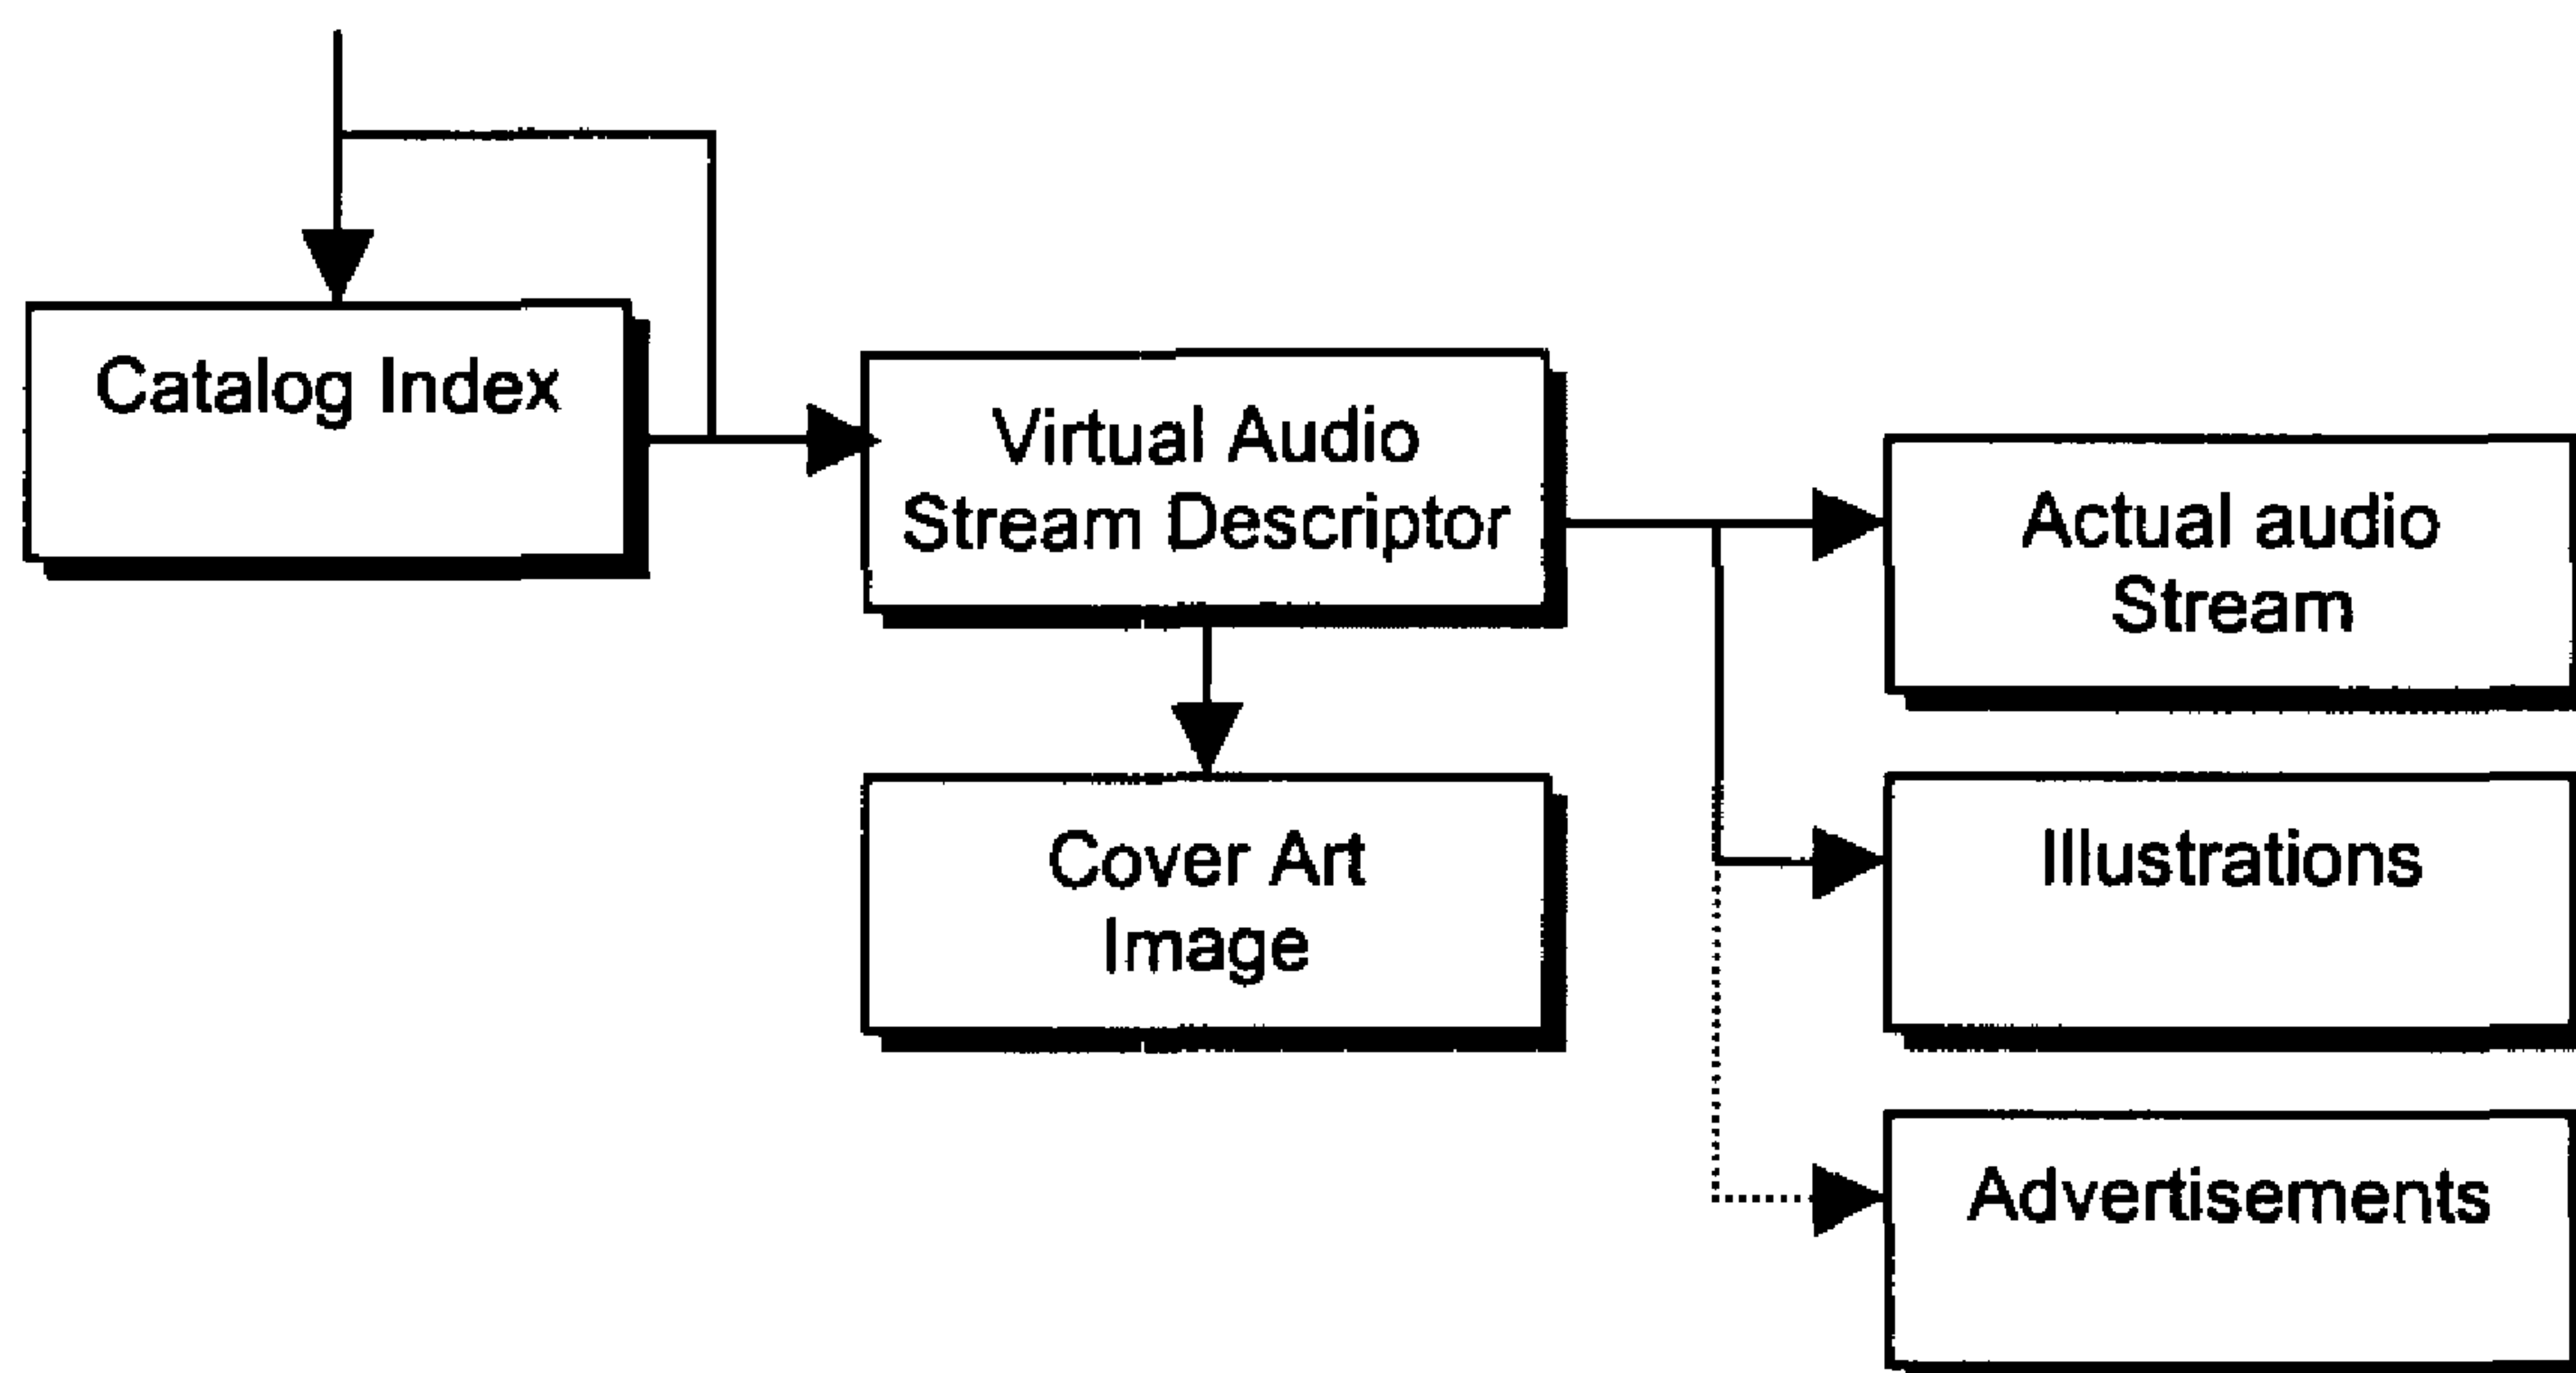 Catalog Index
Virtual Audio
Stream Descriptor
Actual audio
Stream
Cover Art
Image
Illustrations
Advertisements